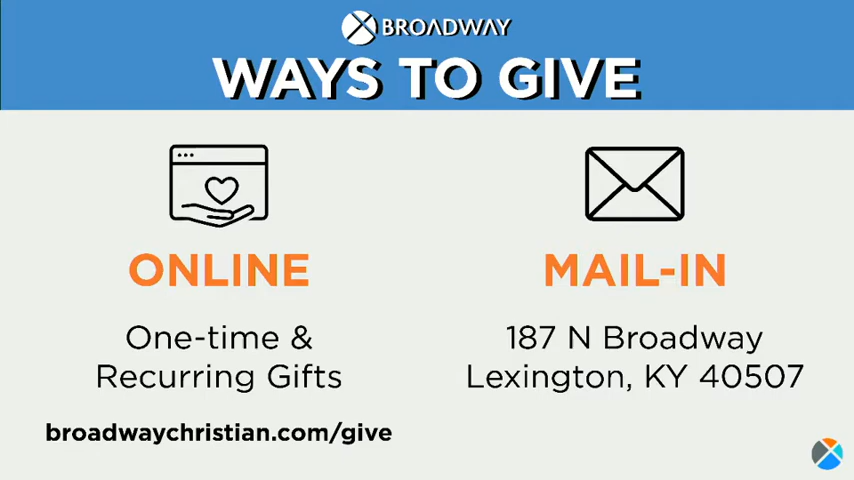 BROADWAY
WAYS TO GIVE
ONLINE
One-time &
Recurring Gifts
broadwaychristian.com/give
MAIL-IN
187 N Broadway
Lexington, KY 40507